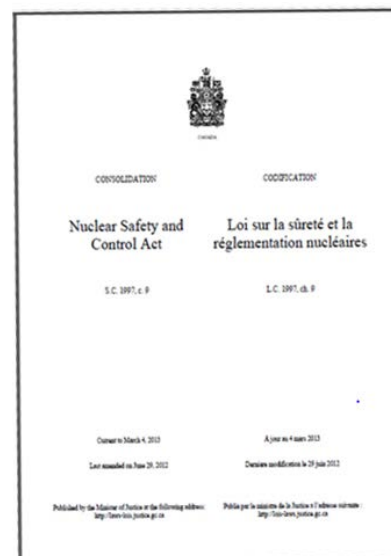 CANADA
CONSOLIDATION
Nuclear Safety and
Control Act
S.C. 1997, c. 9
Current to March 4, 2013
Last amended on June 29, 2012
Published by the Minister of Justice at the following address:
http://laws-lois.justice.gc.ca
CODIFICATION
Loi sur la sûreté et la
réglementation nucléaires
L.C. 1997, ch. 9
À jour au 4 mars 2013
Dernière modification le 29 juin 2012
Publié par le ministre de la Justice à l'adresse suivante :
http://lois-laws.justice.gc.ca